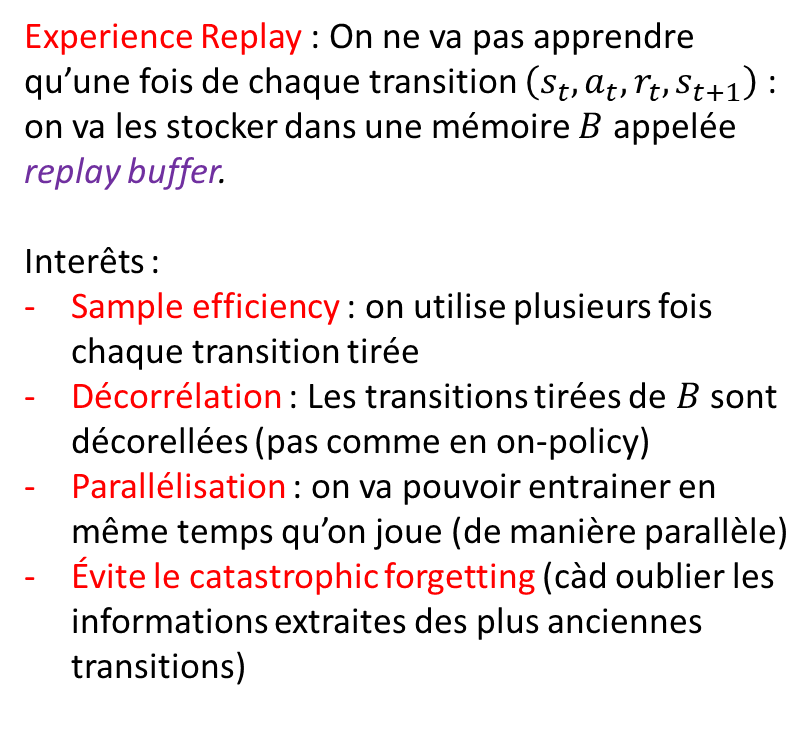 Experience Replay : On ne va pas apprendre
qu’une fois de chaque transition (s_t, a_t, r_t, s_{t+1}) :
on va les stocker dans une mémoire B appelée
replay buffer.
Interêts :
- Sample efficiency : on utilise plusieurs fois
chaque transition tirée
- Décorrélation : Les transitions tirées de B sont
décorellées (pas comme en on-policy)
- Parallélisation : on va pouvoir entrainer en
même temps qu’on joue (de manière parallèle)
- Évite le catastrophic forgetting (càd oublier les
informations extraites des plus anciennes
transitions)